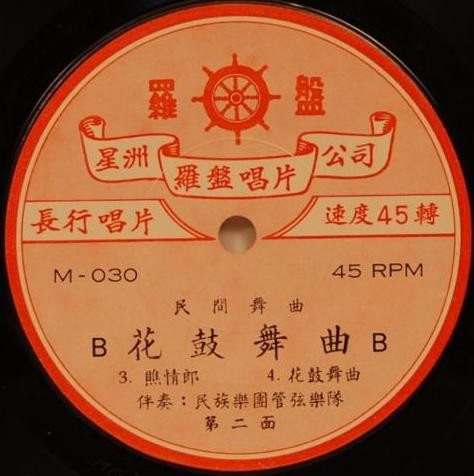 羅 盤
星洲 羅盤唱片 公司
長行唱片 速度45轉
M-030 45 RPM
民間舞曲
B 花鼓舞曲 B
3. 照情郎 4. 花鼓舞曲
伴奏：民族樂團管弦樂隊
第二面